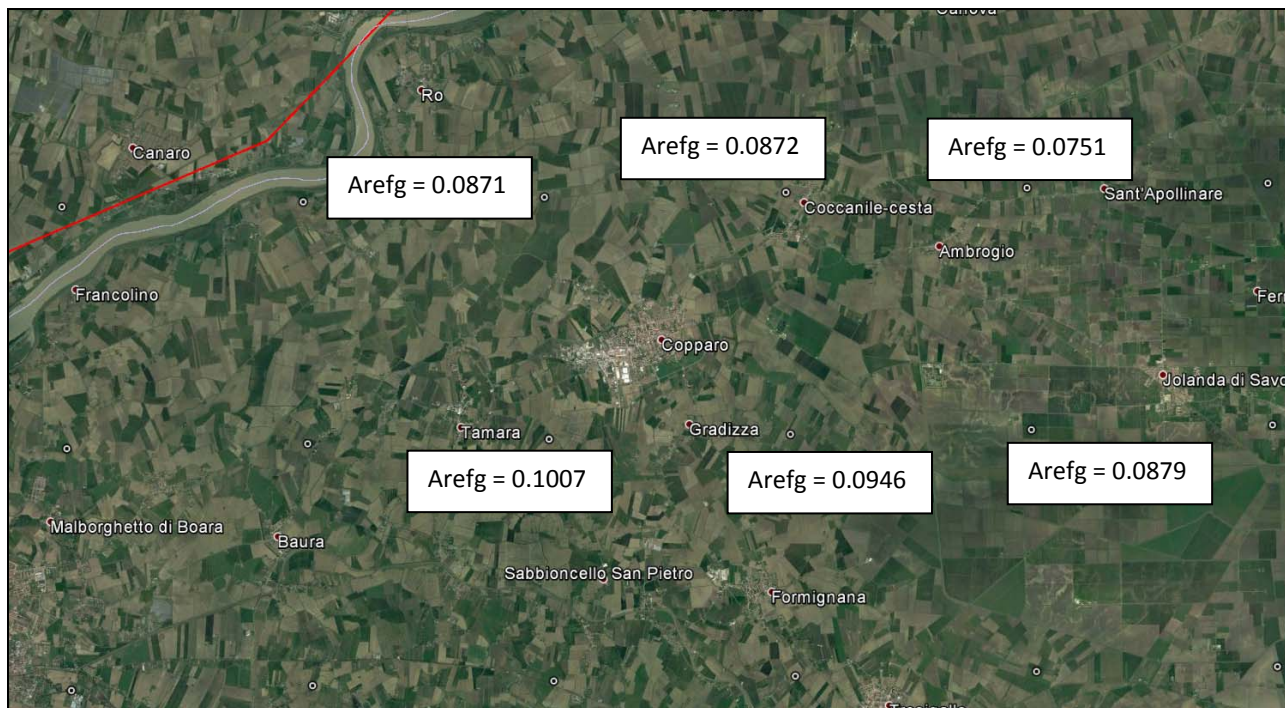 Canova
Ro
Canaro
Arefg = 0.0872
Arefg = 0.0751
Arefg = 0.0871
Sant'Apollinare
Coccanile-cesta
Ambrogio
Francolino
Ferr
Copparo
Jolanda di Savo
Tamara
Gradizza
Arefg = 0.1007
Arefg = 0.0946
Arefg = 0.0879
Malborghetto di Boara
Baura
Sabbioncello San Pietro
Formignana